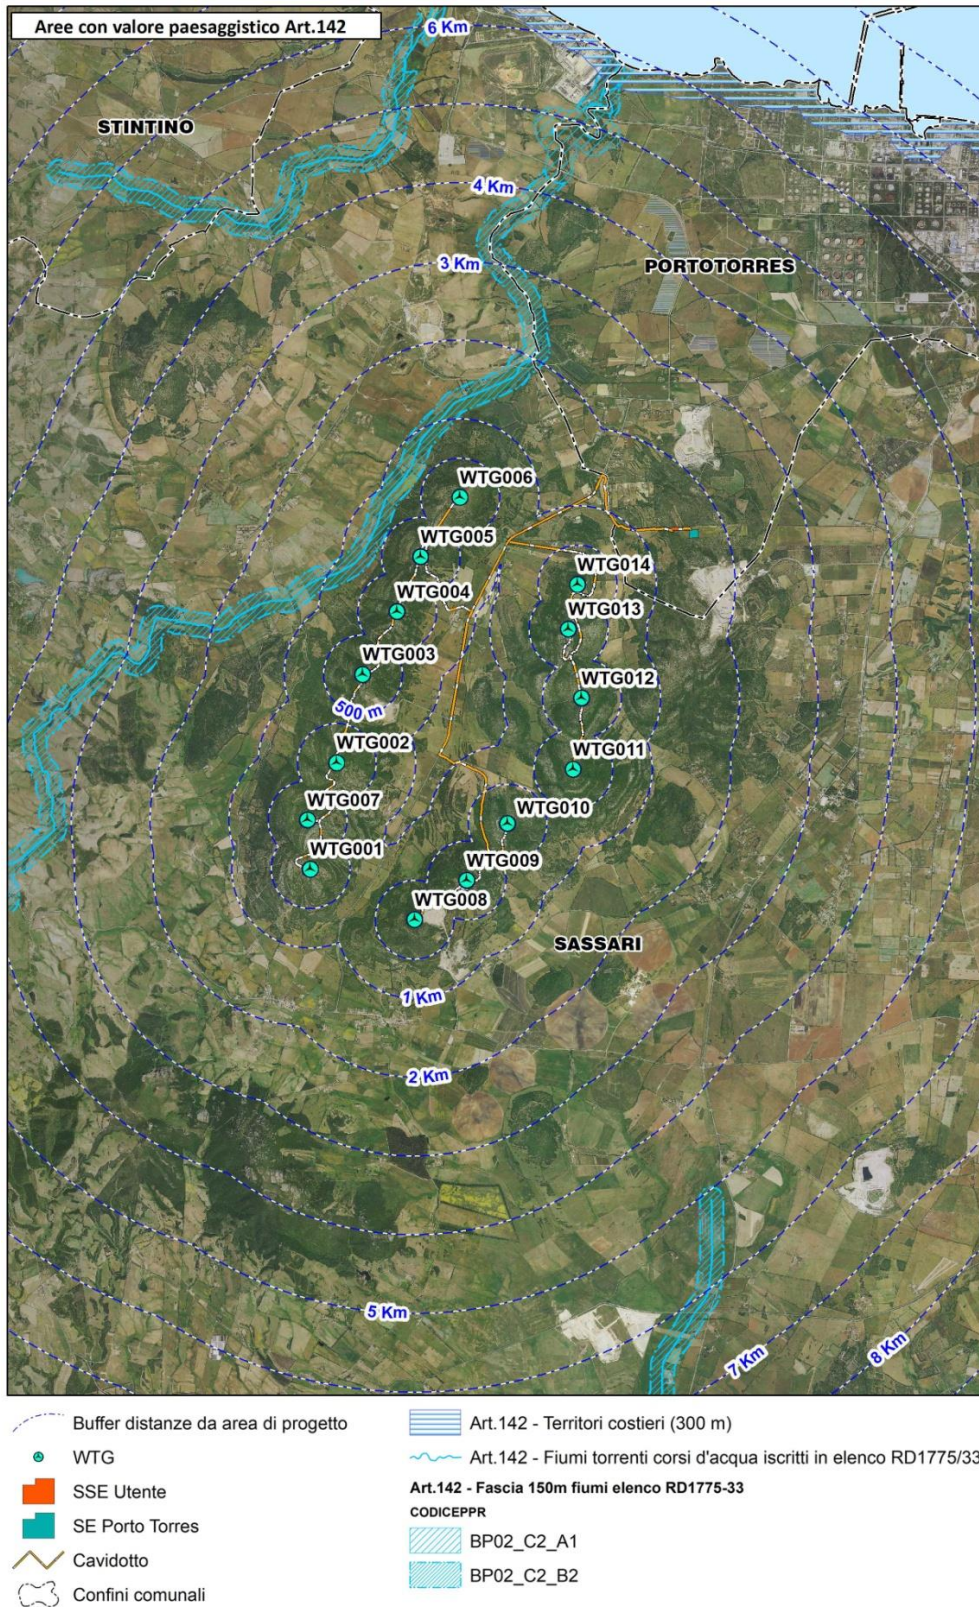 Aree con valore paesaggistico Art.142
6 Km
STINTINO
4 Km
3 Km
PORTOTORRES
WTG006
WTG005
WTG014
WTG004
WTG013
WTG003
WTG012
500 m
WTG002
WTG011
WTG007
WTG010
WTG001
WTG009
WTG008
SASSARI
1 Km
2 Km
5 Km
7 Km
8 Km
Buffer distanze da area di progetto
WTG
SSE Utente
SE Porto Torres
Cavidotto
Confini comunali
Art.142 - Territori costieri (300 m)
Art.142 - Fiumi torrenti corsi d'acqua iscritti in elenco RD1775/33
Art.142 - Fascia 150m fiumi elenco RD1775-33
CODICEPPR
BP02_C2_A1
BP02_C2_B2